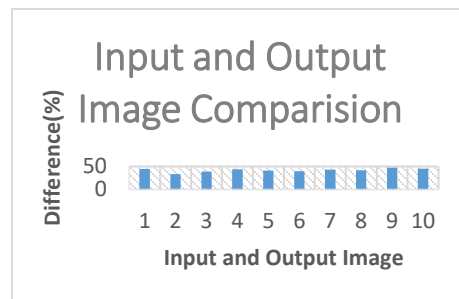 Input and Output
Image Comparision
Difference(%)
50
0
1 2 3 4 5 6 7 8 9 10
Input and Output Image